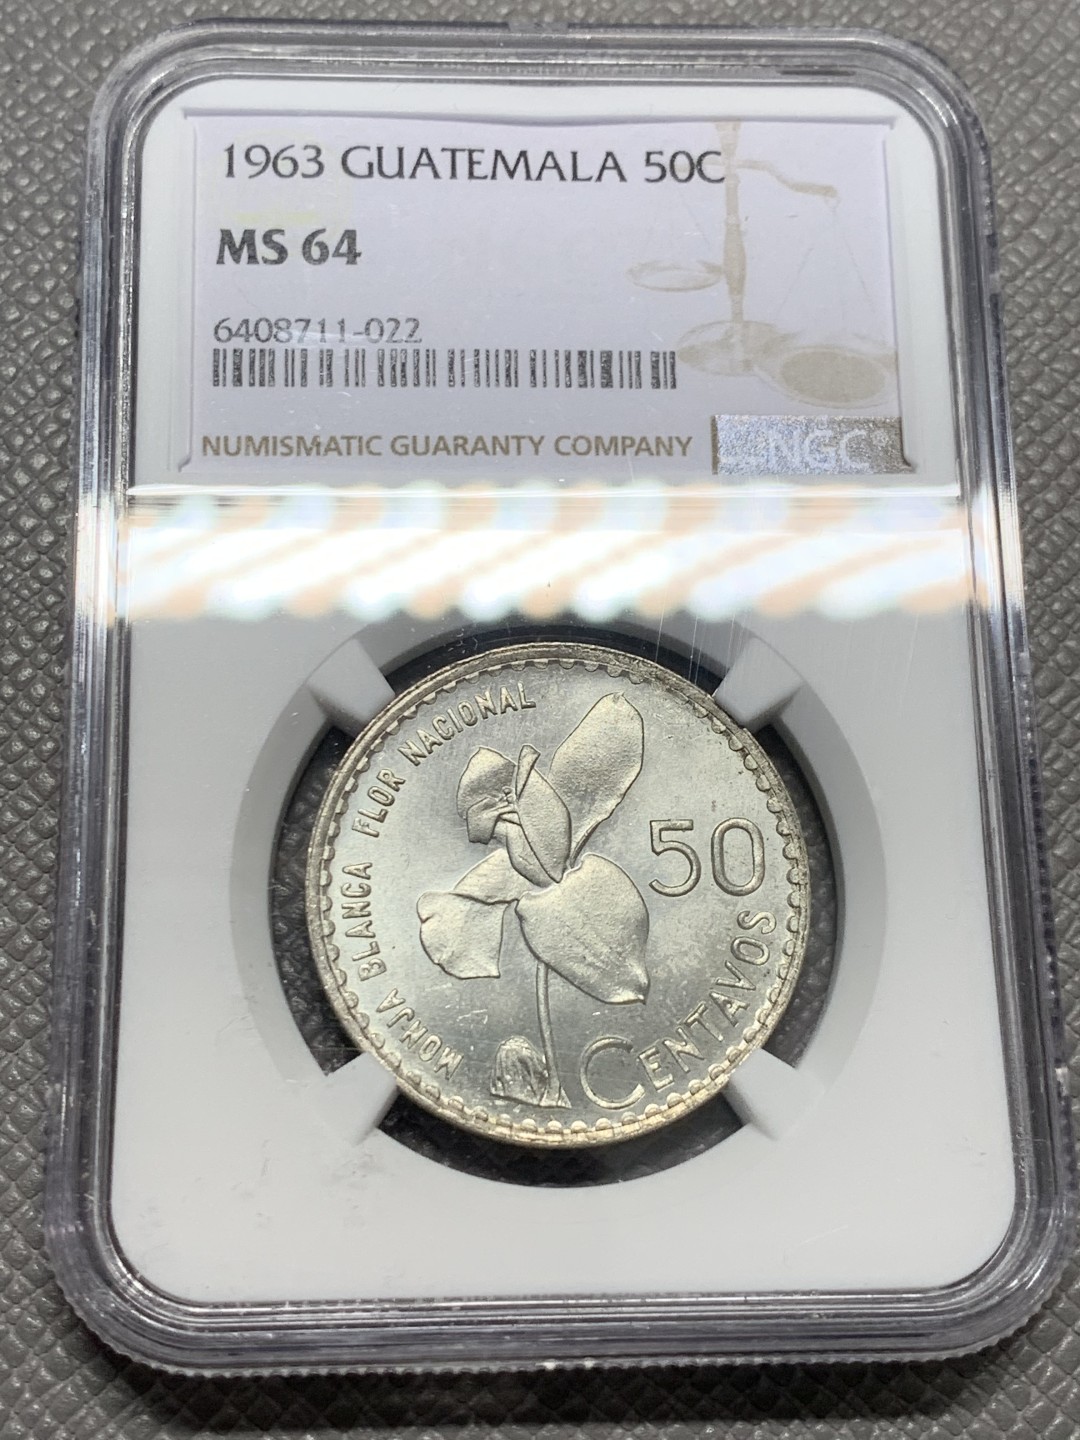 1963 GUATEMALA 50C
MS 64
6408711-022
NUMISMATIC GUARANTY COMPANY
NGC
MONJA BLANCA FLOR NACIONAL
50
CENTAVOS